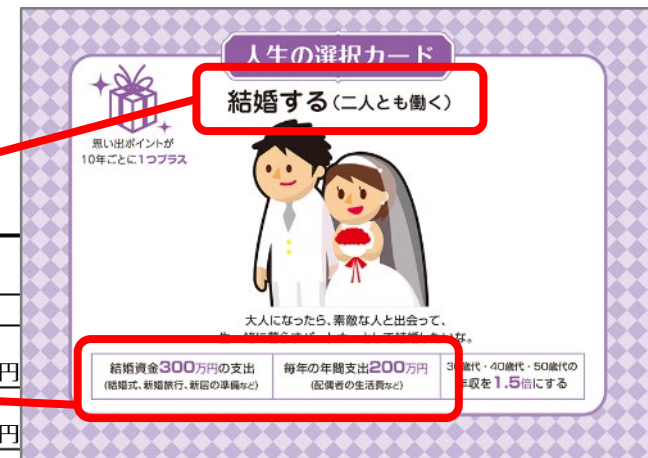 人生の選択カード
結婚する(二人とも働く)
思い出ポイントが
10年ごとに1つプラス
大人になったら、素敵な人と出会って、
な。
結婚資金300万円の支出
(結婚式、新婚旅行、新居の準備など)
毎年の年間支出200万円
(配偶者の生活費など)
歳代・40歳代・50歳代の
収を1.5倍にする
円
円